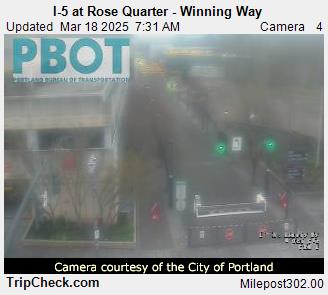 I-5 at Rose Quarter - Winning Way
Updated Mar 18 2025 7:31 AM Camera 4
PBOT
PORTLAND BUREAU OF TRANSPORTATION
Camera courtesy of the City of Portland
TripCheck.com Milepost302.00